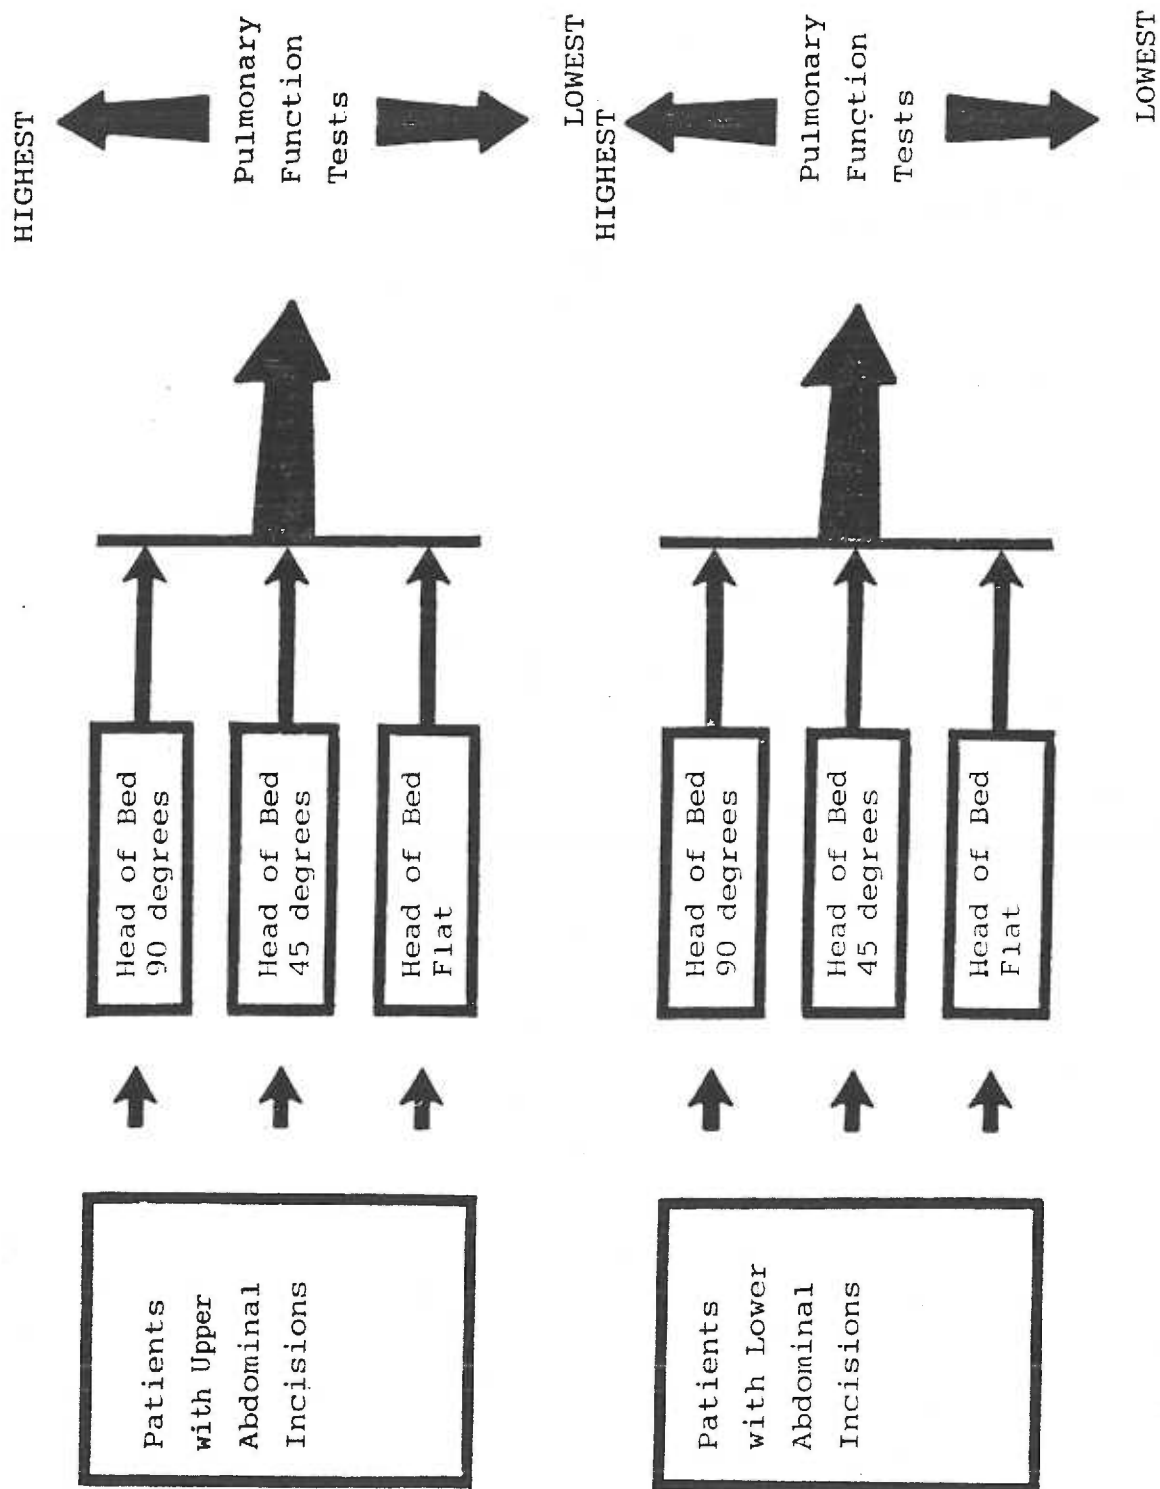 Patients
with Upper
Abdominal
Incisions
Head of Bed
90 degrees
Head of Bed
45 degrees
Head of Bed
Flat
HIGHEST
Pulmonary
Function
Tests
LOWEST
Patients
with Lower
Abdominal
Incisions
Head of Bed
90 degrees
Head of Bed
45 degrees
Head of Bed
Flat
HIGHEST
Pulmonary
Function
Tests
LOWEST